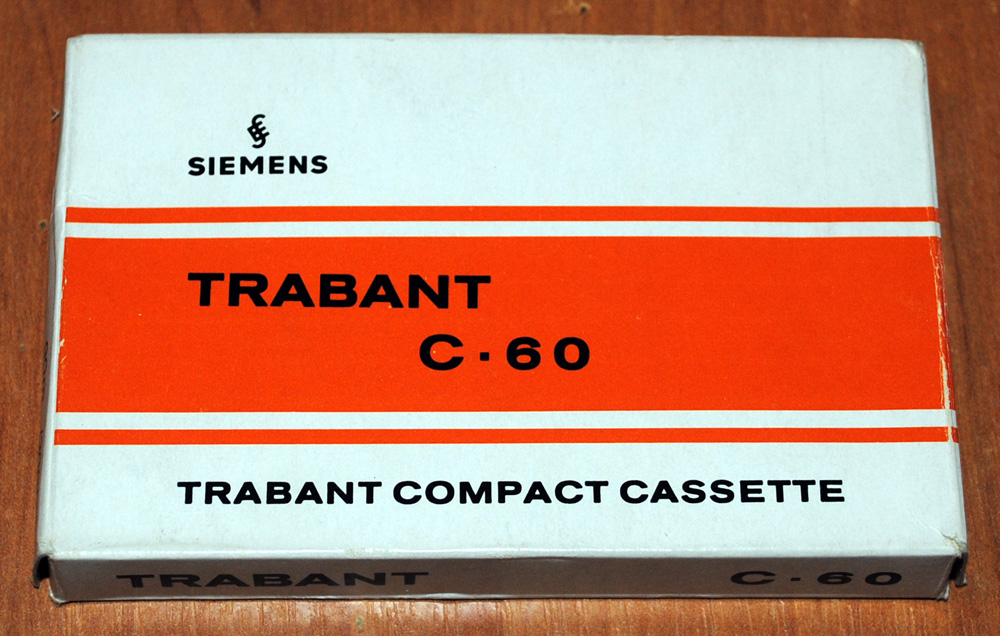 SIEMENS
TRABANT
C·60
TRABANT COMPACT CASSETTE
TRABANT C·60